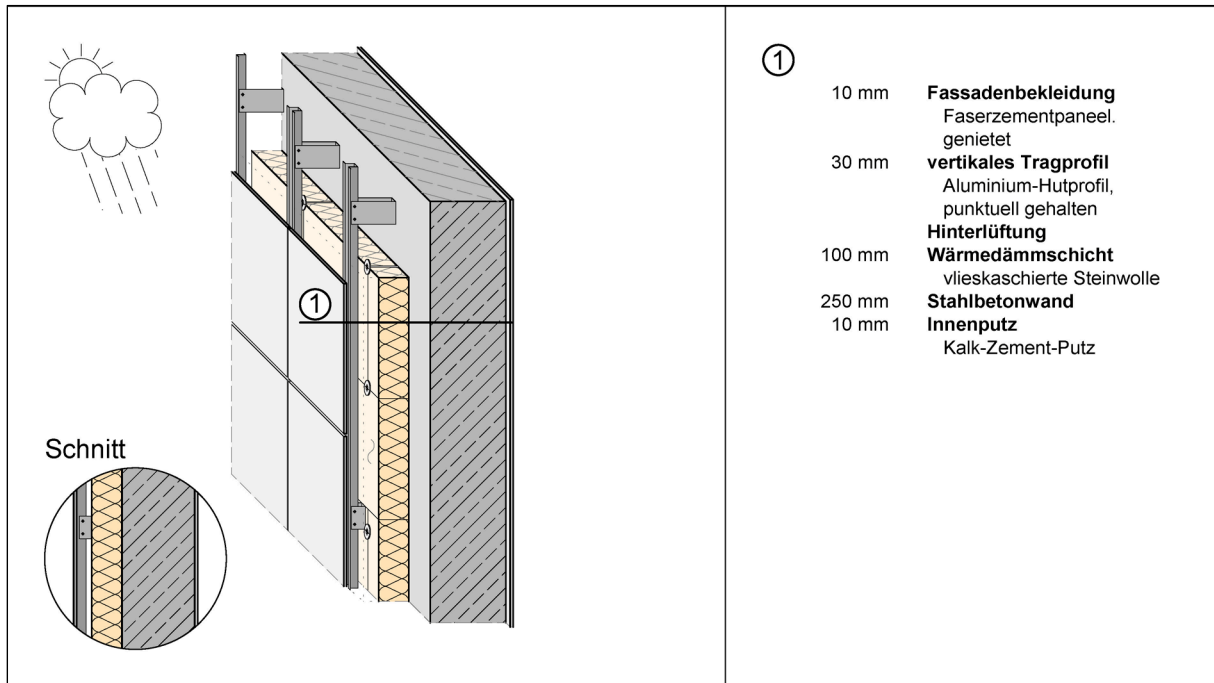 ①
10 mm Fassadenbekleidung
Faserzementpaneel.
genietet
30 mm vertikales Tragprofil
Aluminium-Hutprofil,
punktuell gehalten
Hinterlüftung
100 mm Wärmedämmschicht
vlieskaschierte Steinwolle
250 mm Stahlbetonwand
10 mm Innenputz
Kalk-Zement-Putz
①
Schnitt